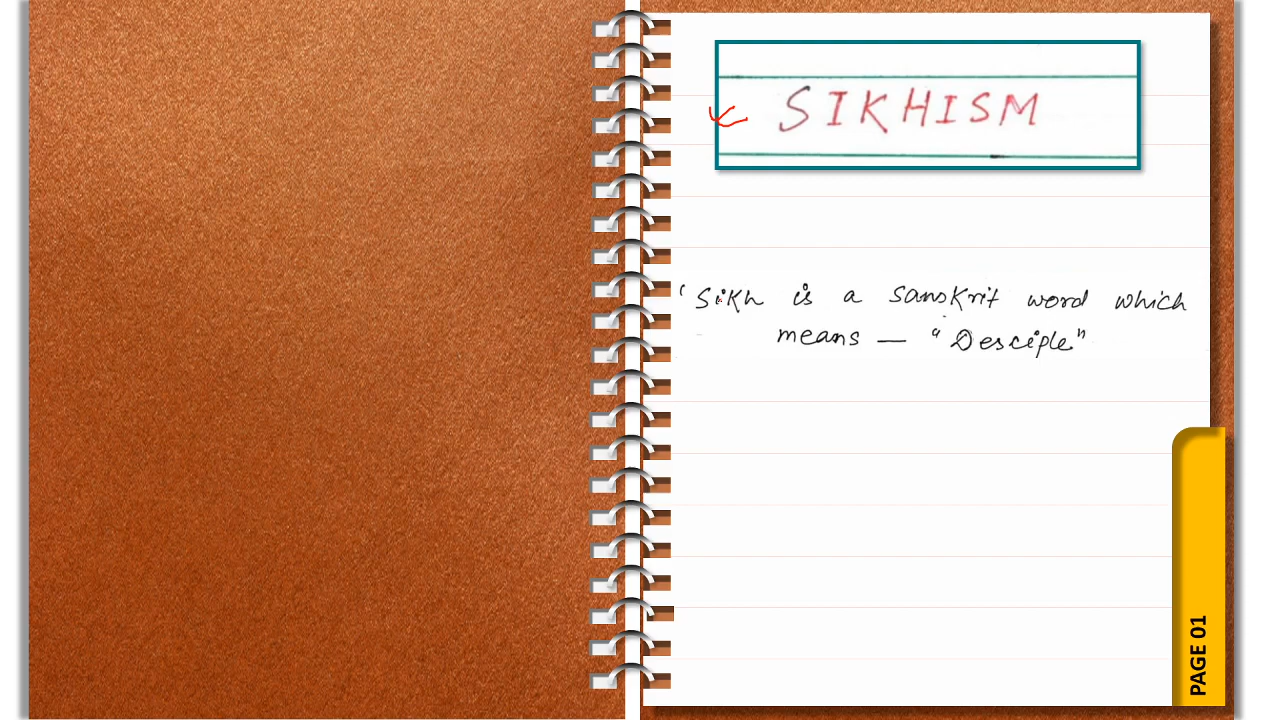 SIKHISM
'Sikh is a sanskrit word which
means — "Desciple"
PAGE 01